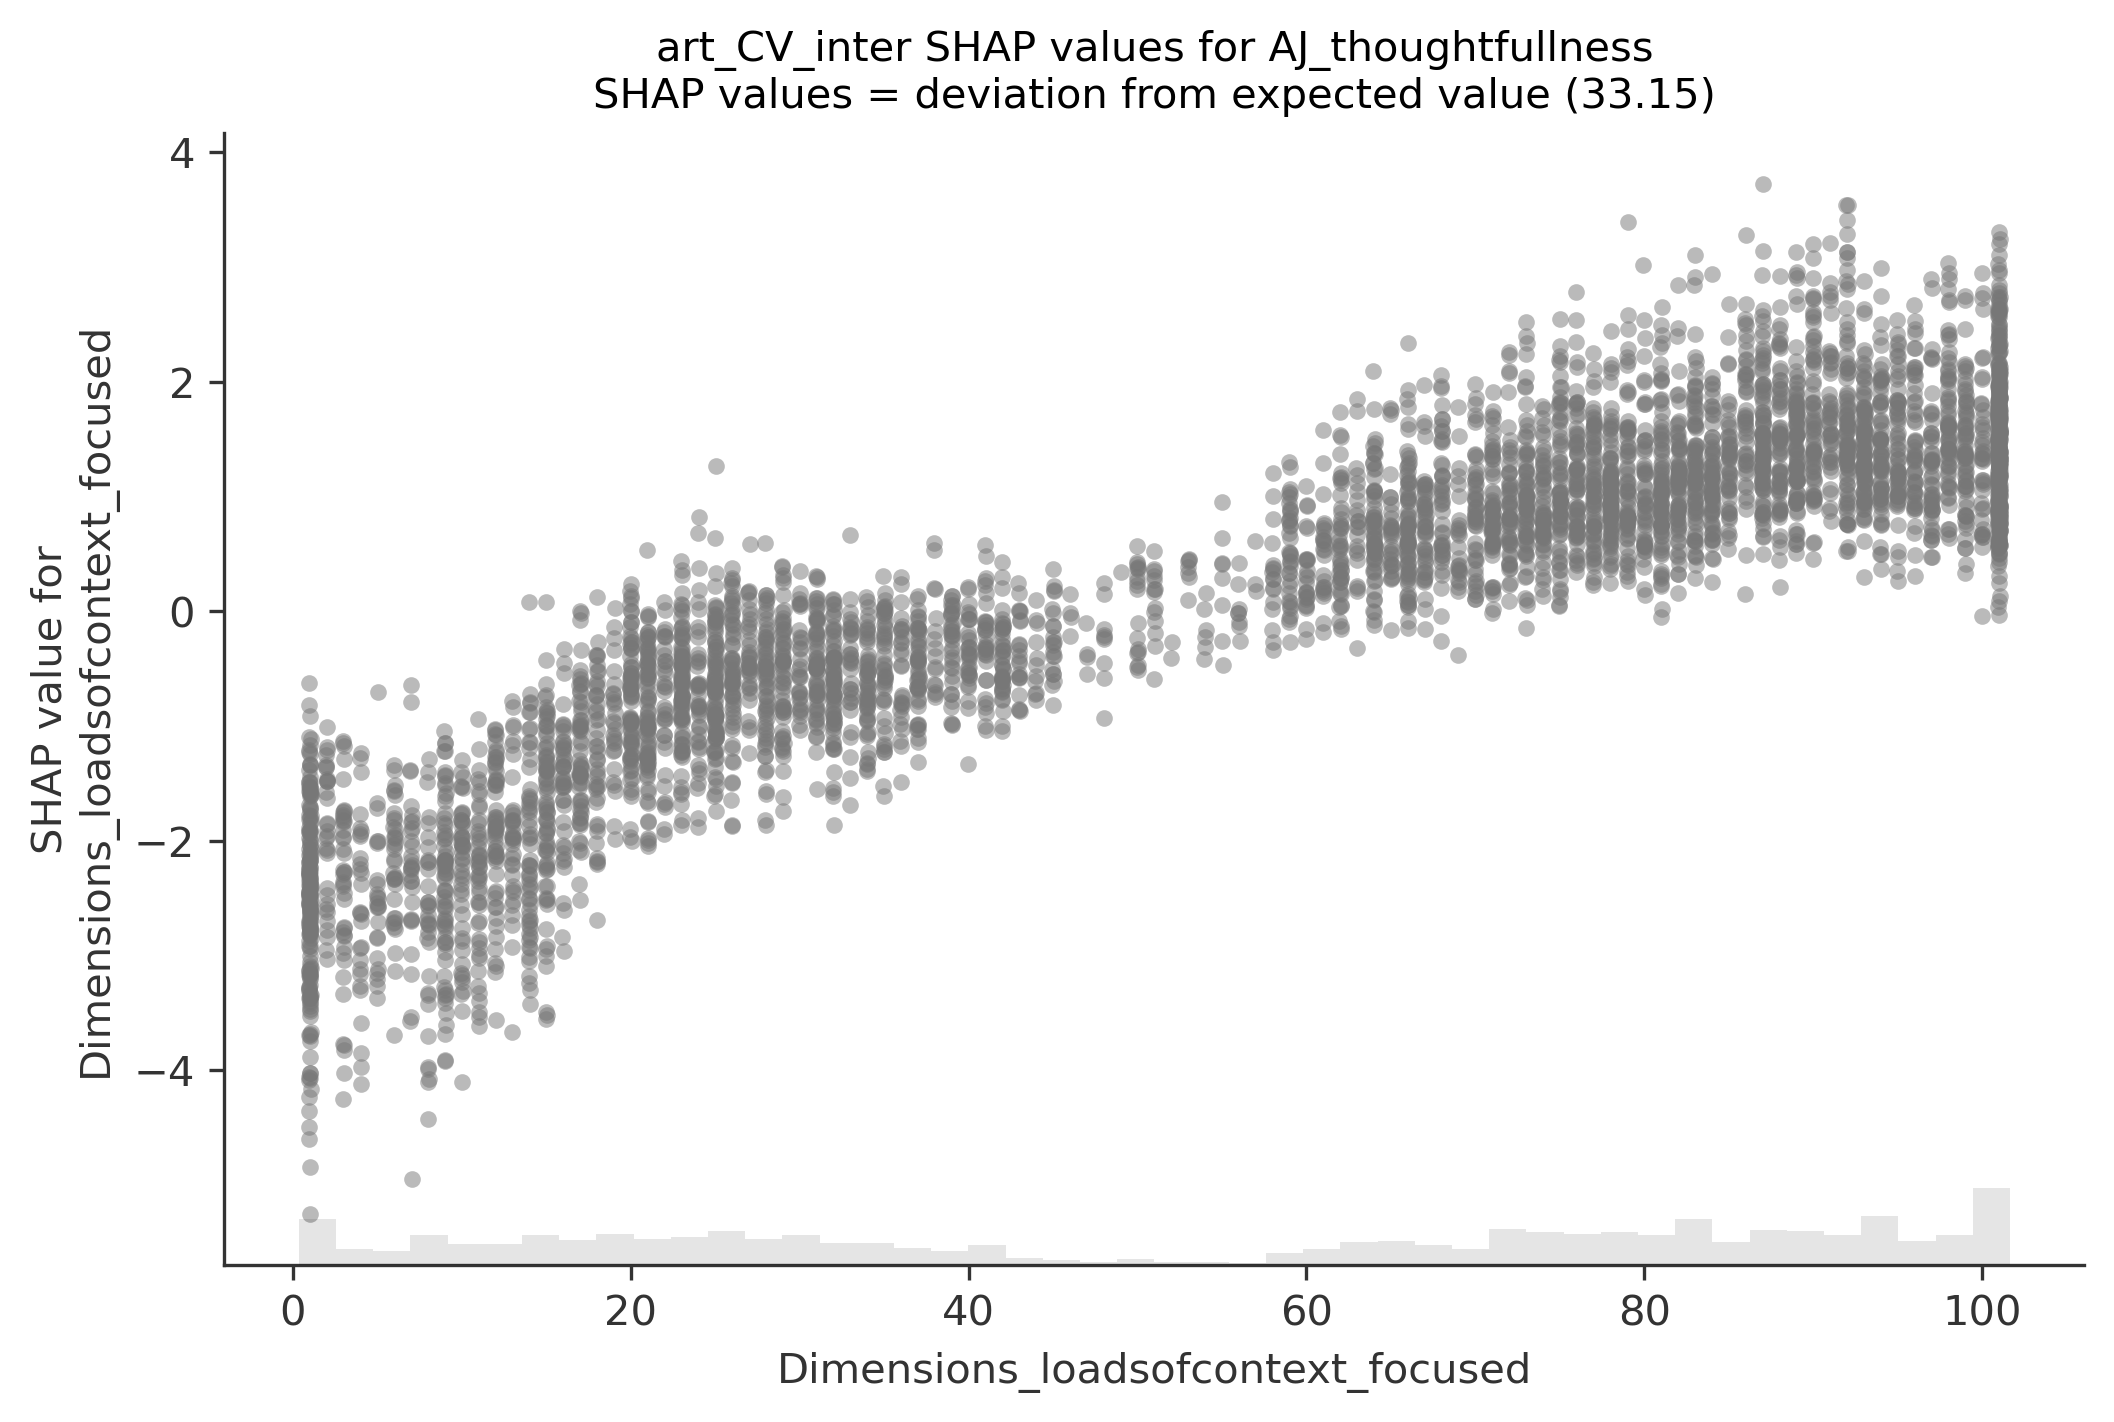 art_CV_inter SHAP values for AJ_thoughtfullness
SHAP values = deviation from expected value (33.15)
SHAP value for
Dimensions_loadsofcontext_focused
4
2
0
−2
−4
0
20
40
60
80
100
Dimensions_loadsofcontext_focused